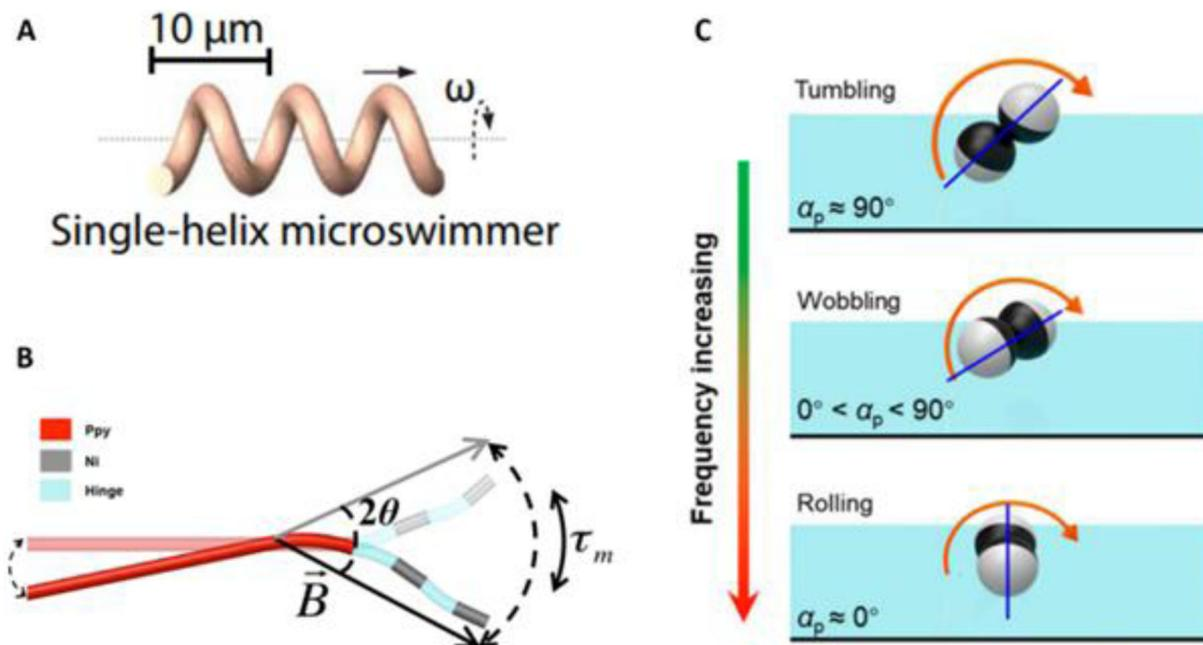 A
10 μm
ω
Single-helix microswimmer
B
Ppy
Ni
Hinge
2θ
B⃗
τm
C
Frequency increasing
Tumbling
αp ≈ 90°
Wobbling
0° < αp < 90°
Rolling
αp ≈ 0°